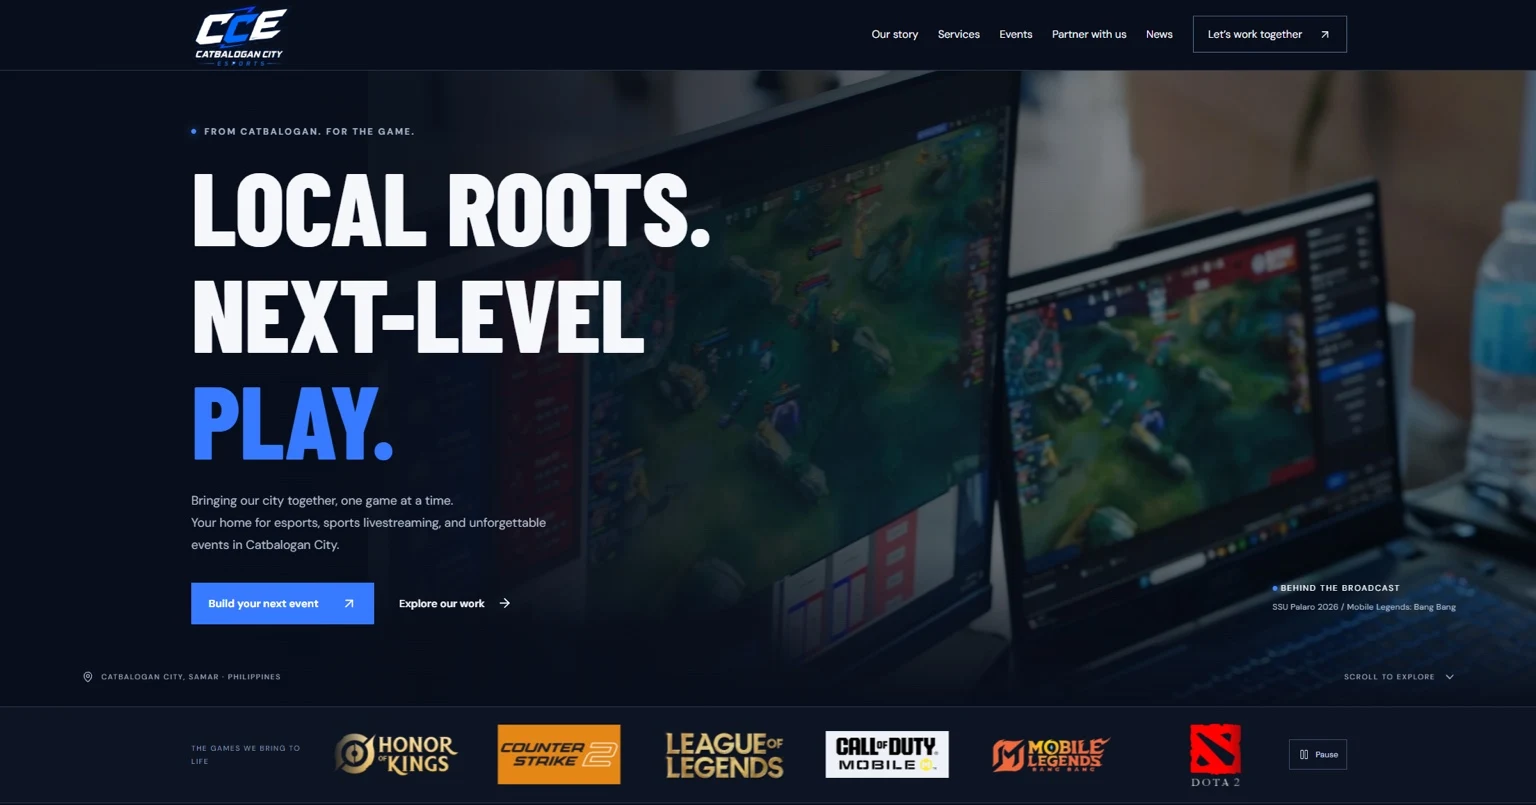 CCE
CATBALOGAN CITY
ESPORTS
Our story
Services
Events
Partner with us
News
Let's work together
FROM CATBALOGAN. FOR THE GAME.
LOCAL ROOTS.
NEXT-LEVEL
PLAY.
Bringing our city together, one game at a time.
Your home for esports, sports livestreaming, and unforgettable
events in Catbalogan City.
Build your next event
Explore our work
BEHIND THE BROADCAST
SSU Palaro 2026 / Mobile Legends: Bang Bang
CATBALOGAN CITY, SAMAR · PHILIPPINES
SCROLL TO EXPLORE
THE GAMES WE BRING TO
LIFE
HONOR
OF KINGS
COUNTER
STRIKE 2
LEAGUE OF
LEGENDS
CALL OF DUTY
MOBILE
MOBILE
LEGENDS
BANG BANG
DOTA 2
Pause